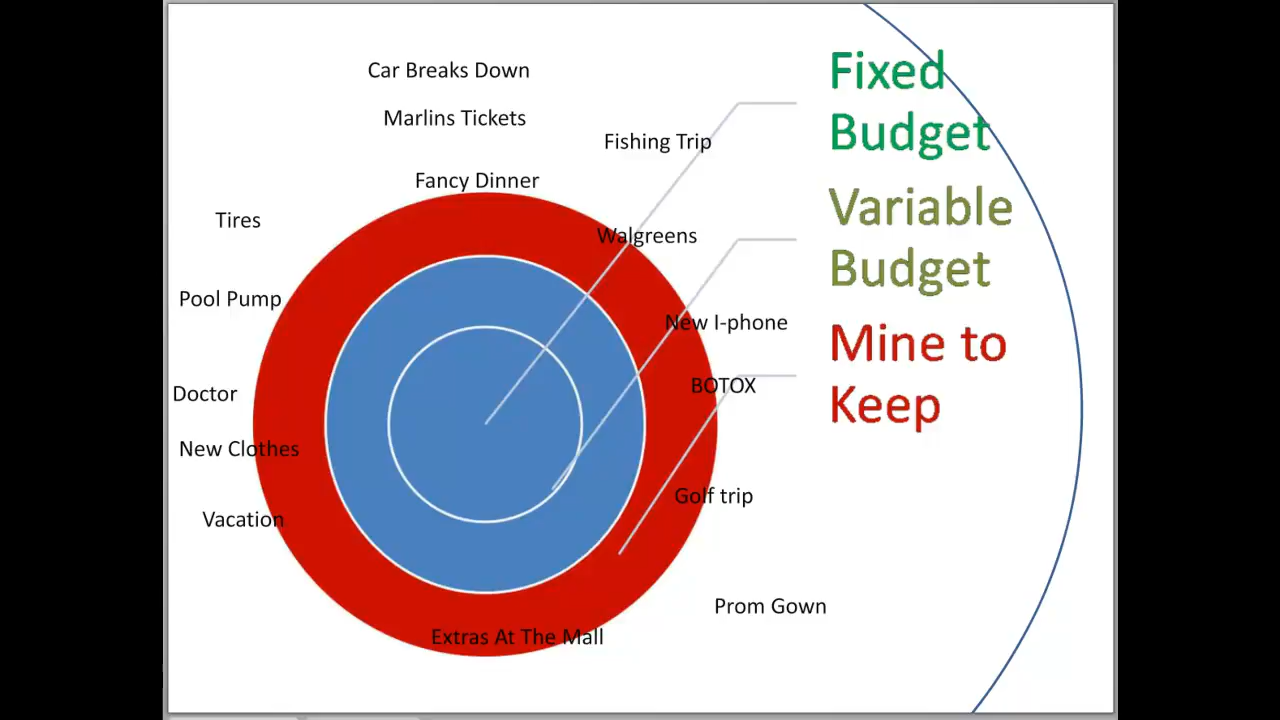 Car Breaks Down
Marlins Tickets
Fishing Trip
Fancy Dinner
Tires
Walgreens
Pool Pump
New I-phone
BOTOX
Doctor
New Clothes
Golf trip
Vacation
Prom Gown
Extras At The Mall
Fixed
Budget
Variable
Budget
Mine to
Keep